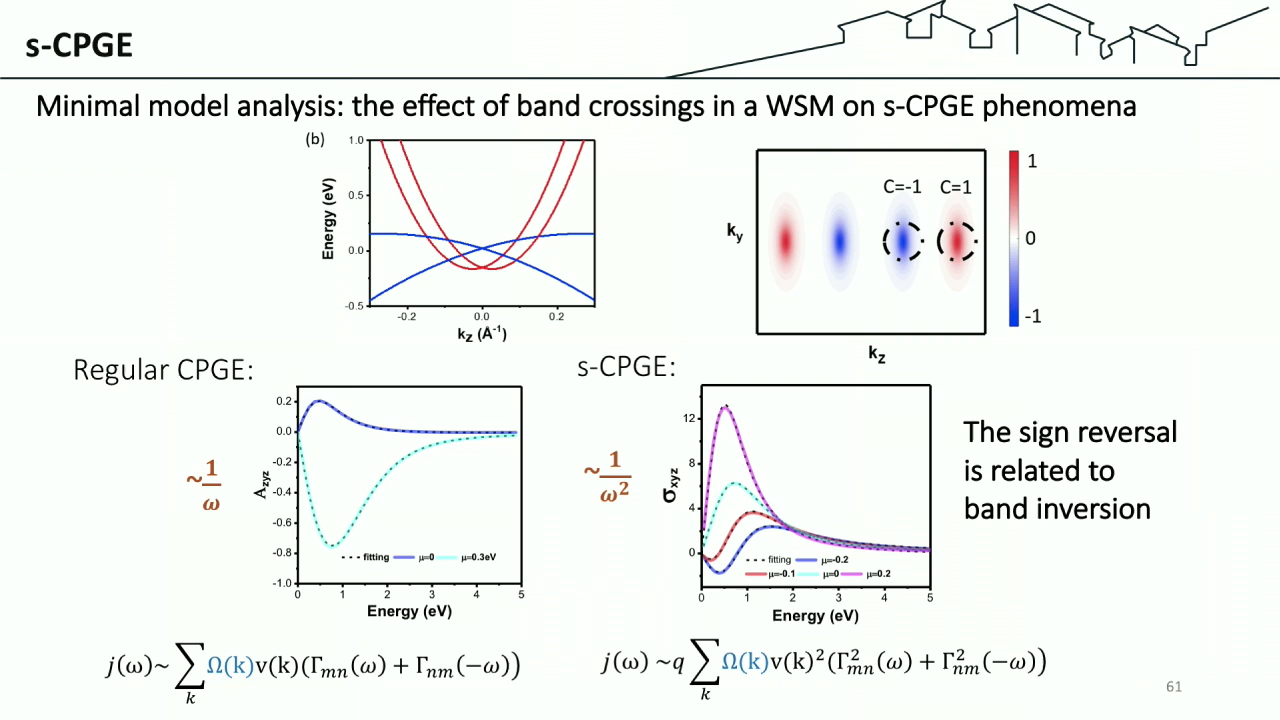 s-CPGE
Minimal model analysis: the effect of band crossings in a WSM on s-CPGE phenomena
(b)
1.0
0.5
0.0
-0.5
Energy (eV)
-0.2 0.0 0.2
kz (Å⁻¹)
C=-1 C=1
ky
kz
1
0
-1
Regular CPGE:
~1/ω
0.2
0.0
-0.2
-0.4
-0.6
-0.8
-1.0
Azyz
fitting μ=0 μ=0.3eV
0 1 2 3 4 5
Energy (eV)
s-CPGE:
~1/ω²
12
8
4
0
σxyz
fitting μ=-0.2
μ=-0.1 μ=0 μ=0.2
0 1 2 3 4 5
Energy (eV)
The sign reversal
is related to
band inversion
j(ω)~ ∑k Ω(k)v(k)(Γmn(ω) + Γnm(−ω))
j(ω) ~q ∑k Ω(k)v(k)²(Γ²mn(ω) + Γ²nm(−ω))
61